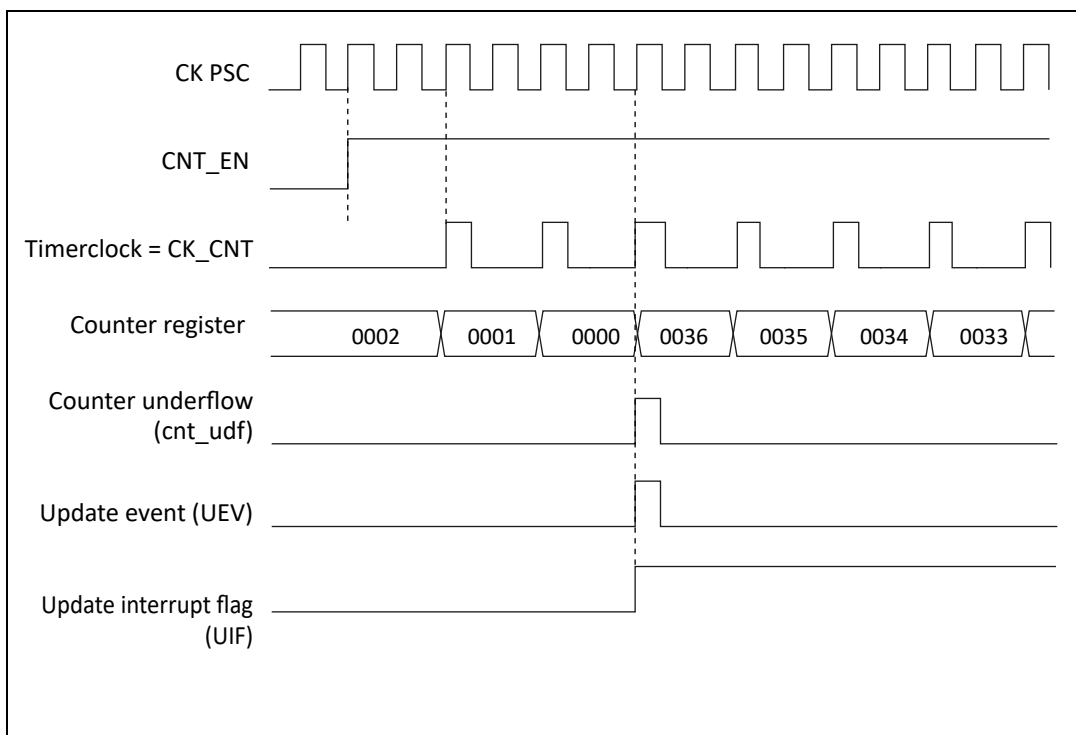 CK PSC
CNT_EN
Timerclock = CK_CNT
Counter register
0002 0001 0000 0036 0035 0034 0033
Counter underflow
(cnt_udf)
Update event (UEV)
Update interrupt flag
(UIF)